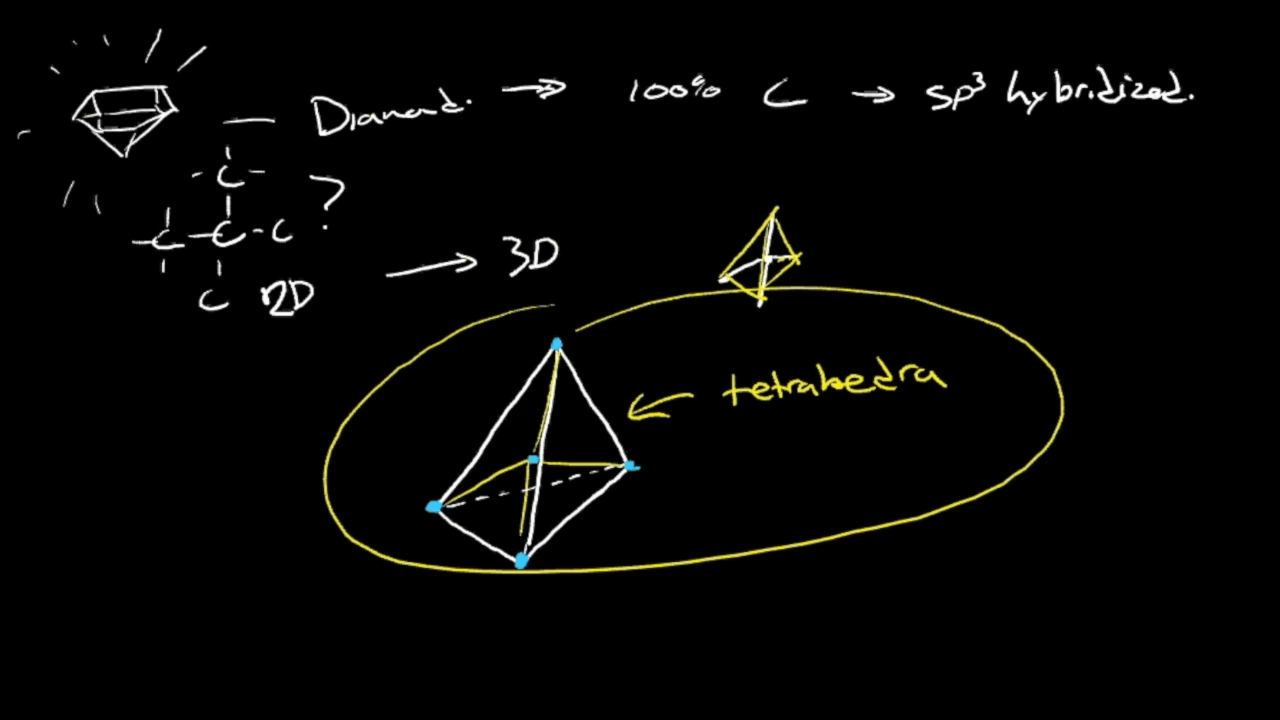 Diamond. → 100% C → sp³ hybridized.
-C- ?
-C-C-C
C 2D → 3D
← tetrahedra